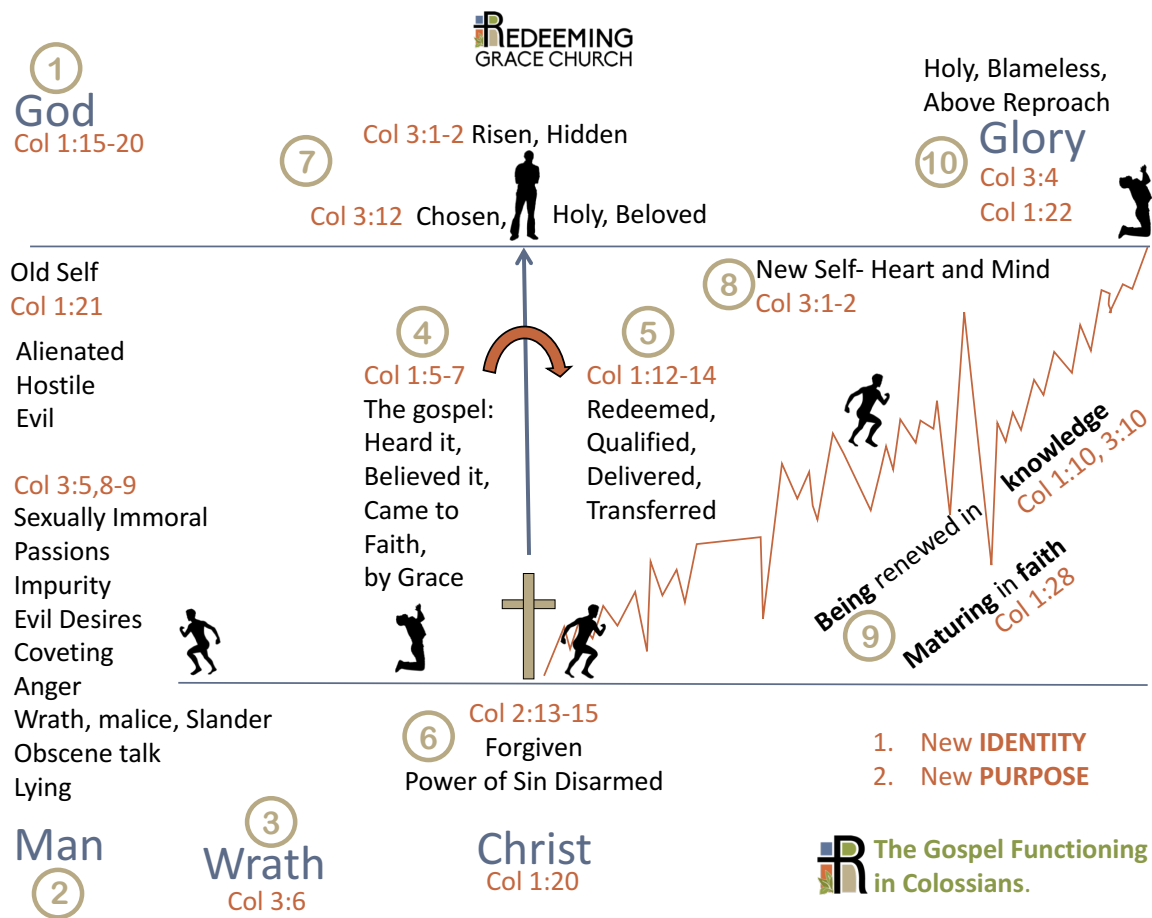 REDEEMING
GRACE CHURCH
1
God
Col 1:15-20
7
Col 3:1-2 Risen, Hidden
Col 3:12 Chosen, Holy, Beloved
Holy, Blameless,
Above Reproach
Glory
10
Col 3:4
Col 1:22
Old Self
Col 1:21
Alienated
Hostile
Evil
Col 3:5,8-9
Sexually Immoral
Passions
Impurity
Evil Desires
Coveting
Anger
Wrath, malice, Slander
Obscene talk
Lying
Man
2
3
Wrath
Col 3:6
4
Col 1:5-7
The gospel:
Heard it,
Believed it,
Came to
Faith,
by Grace
5
Col 1:12-14
Redeemed,
Qualified,
Delivered,
Transferred
6
Col 2:13-15
Forgiven
Power of Sin Disarmed
Christ
Col 1:20
8
New Self- Heart and Mind
Col 3:1-2
Being renewed in knowledge
Col 1:10, 3:10
9
Maturing in faith
Col 1:28
1. New IDENTITY
2. New PURPOSE
R The Gospel Functioning
in Colossians.